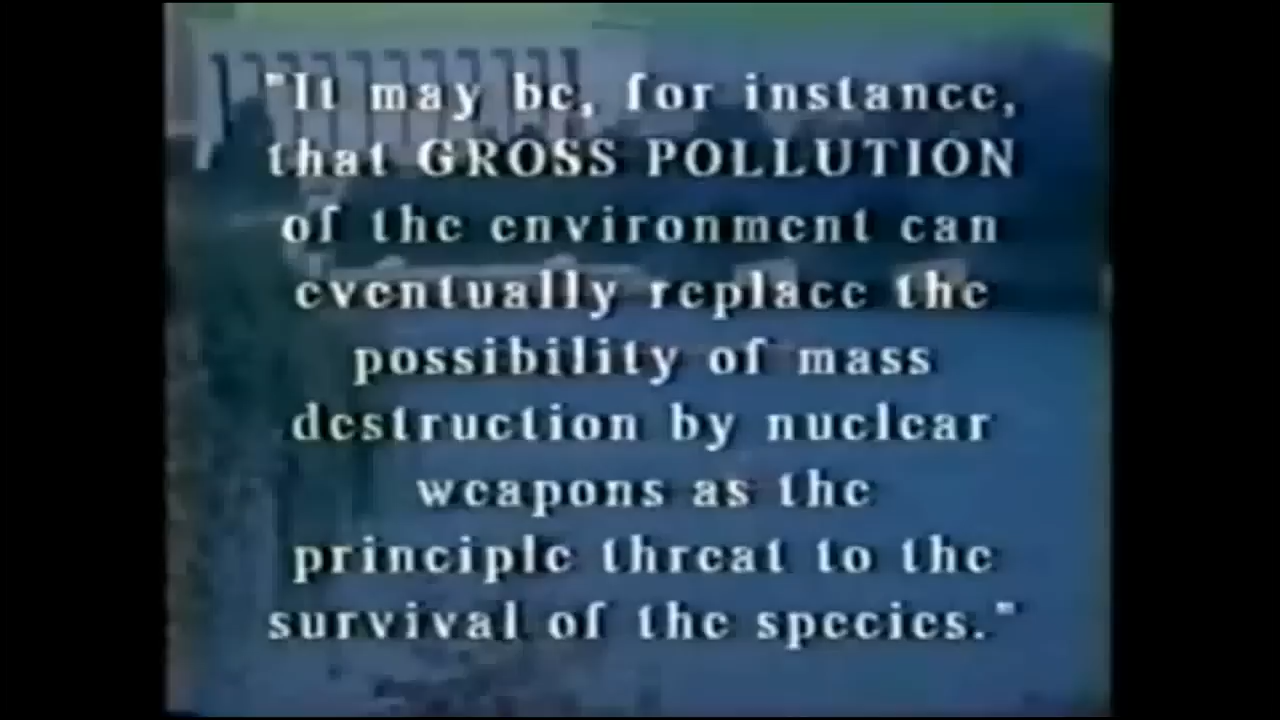 "It may be, for instance,
that GROSS POLLUTION
of the environment can
eventually replace the
possibility of mass
destruction by nuclear
weapons as the
principle threat to the
survival of the species."